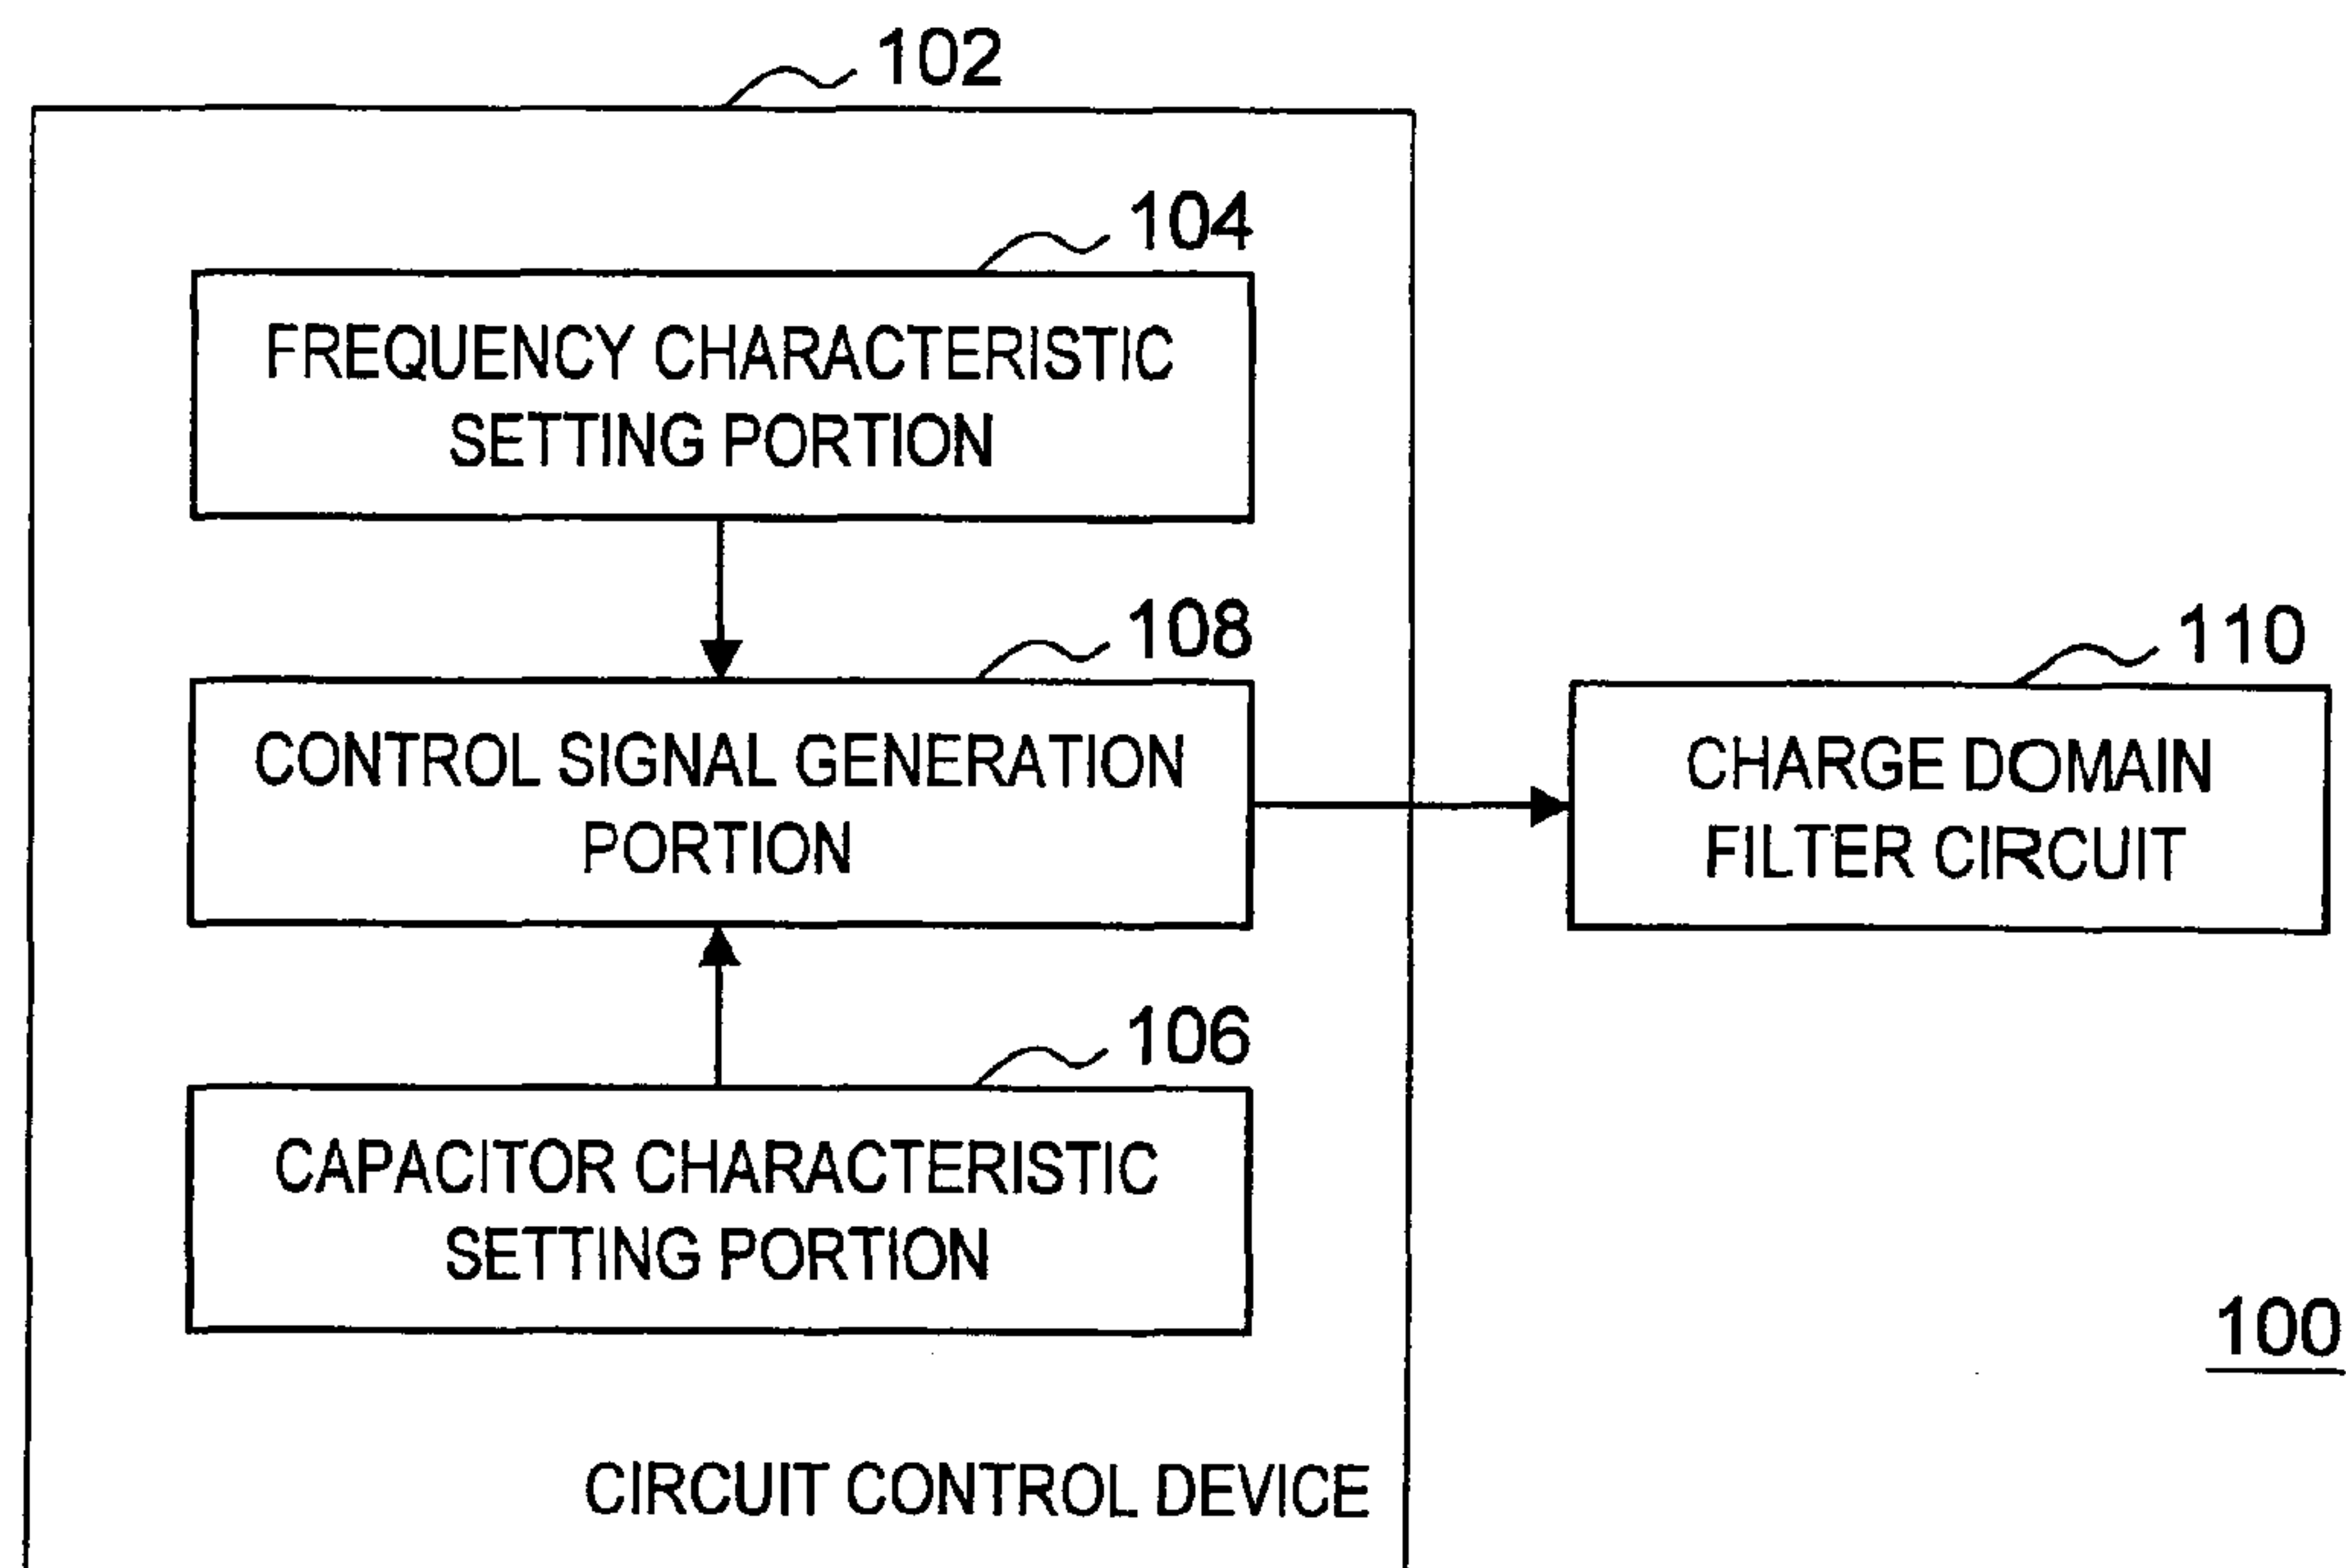 102
104
FREQUENCY CHARACTERISTIC
SETTING PORTION
108
CONTROL SIGNAL GENERATION
PORTION
110
CHARGE DOMAIN
FILTER CIRCUIT
106
CAPACITOR CHARACTERISTIC
SETTING PORTION
100
CIRCUIT CONTROL DEVICE